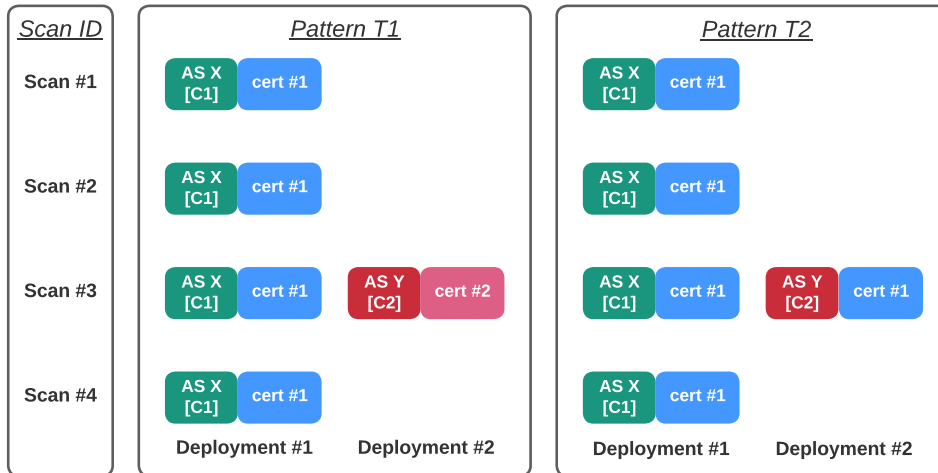 Scan ID
Pattern T1
Pattern T2
Scan #1
AS X
[C1]
cert #1
AS X
[C1]
cert #1
Scan #2
AS X
[C1]
cert #1
AS X
[C1]
cert #1
Scan #3
AS X
[C1]
cert #1
AS Y
[C2]
cert #2
AS X
[C1]
cert #1
AS Y
[C2]
cert #1
Scan #4
AS X
[C1]
cert #1
AS X
[C1]
cert #1
Deployment #1
Deployment #2
Deployment #1
Deployment #2